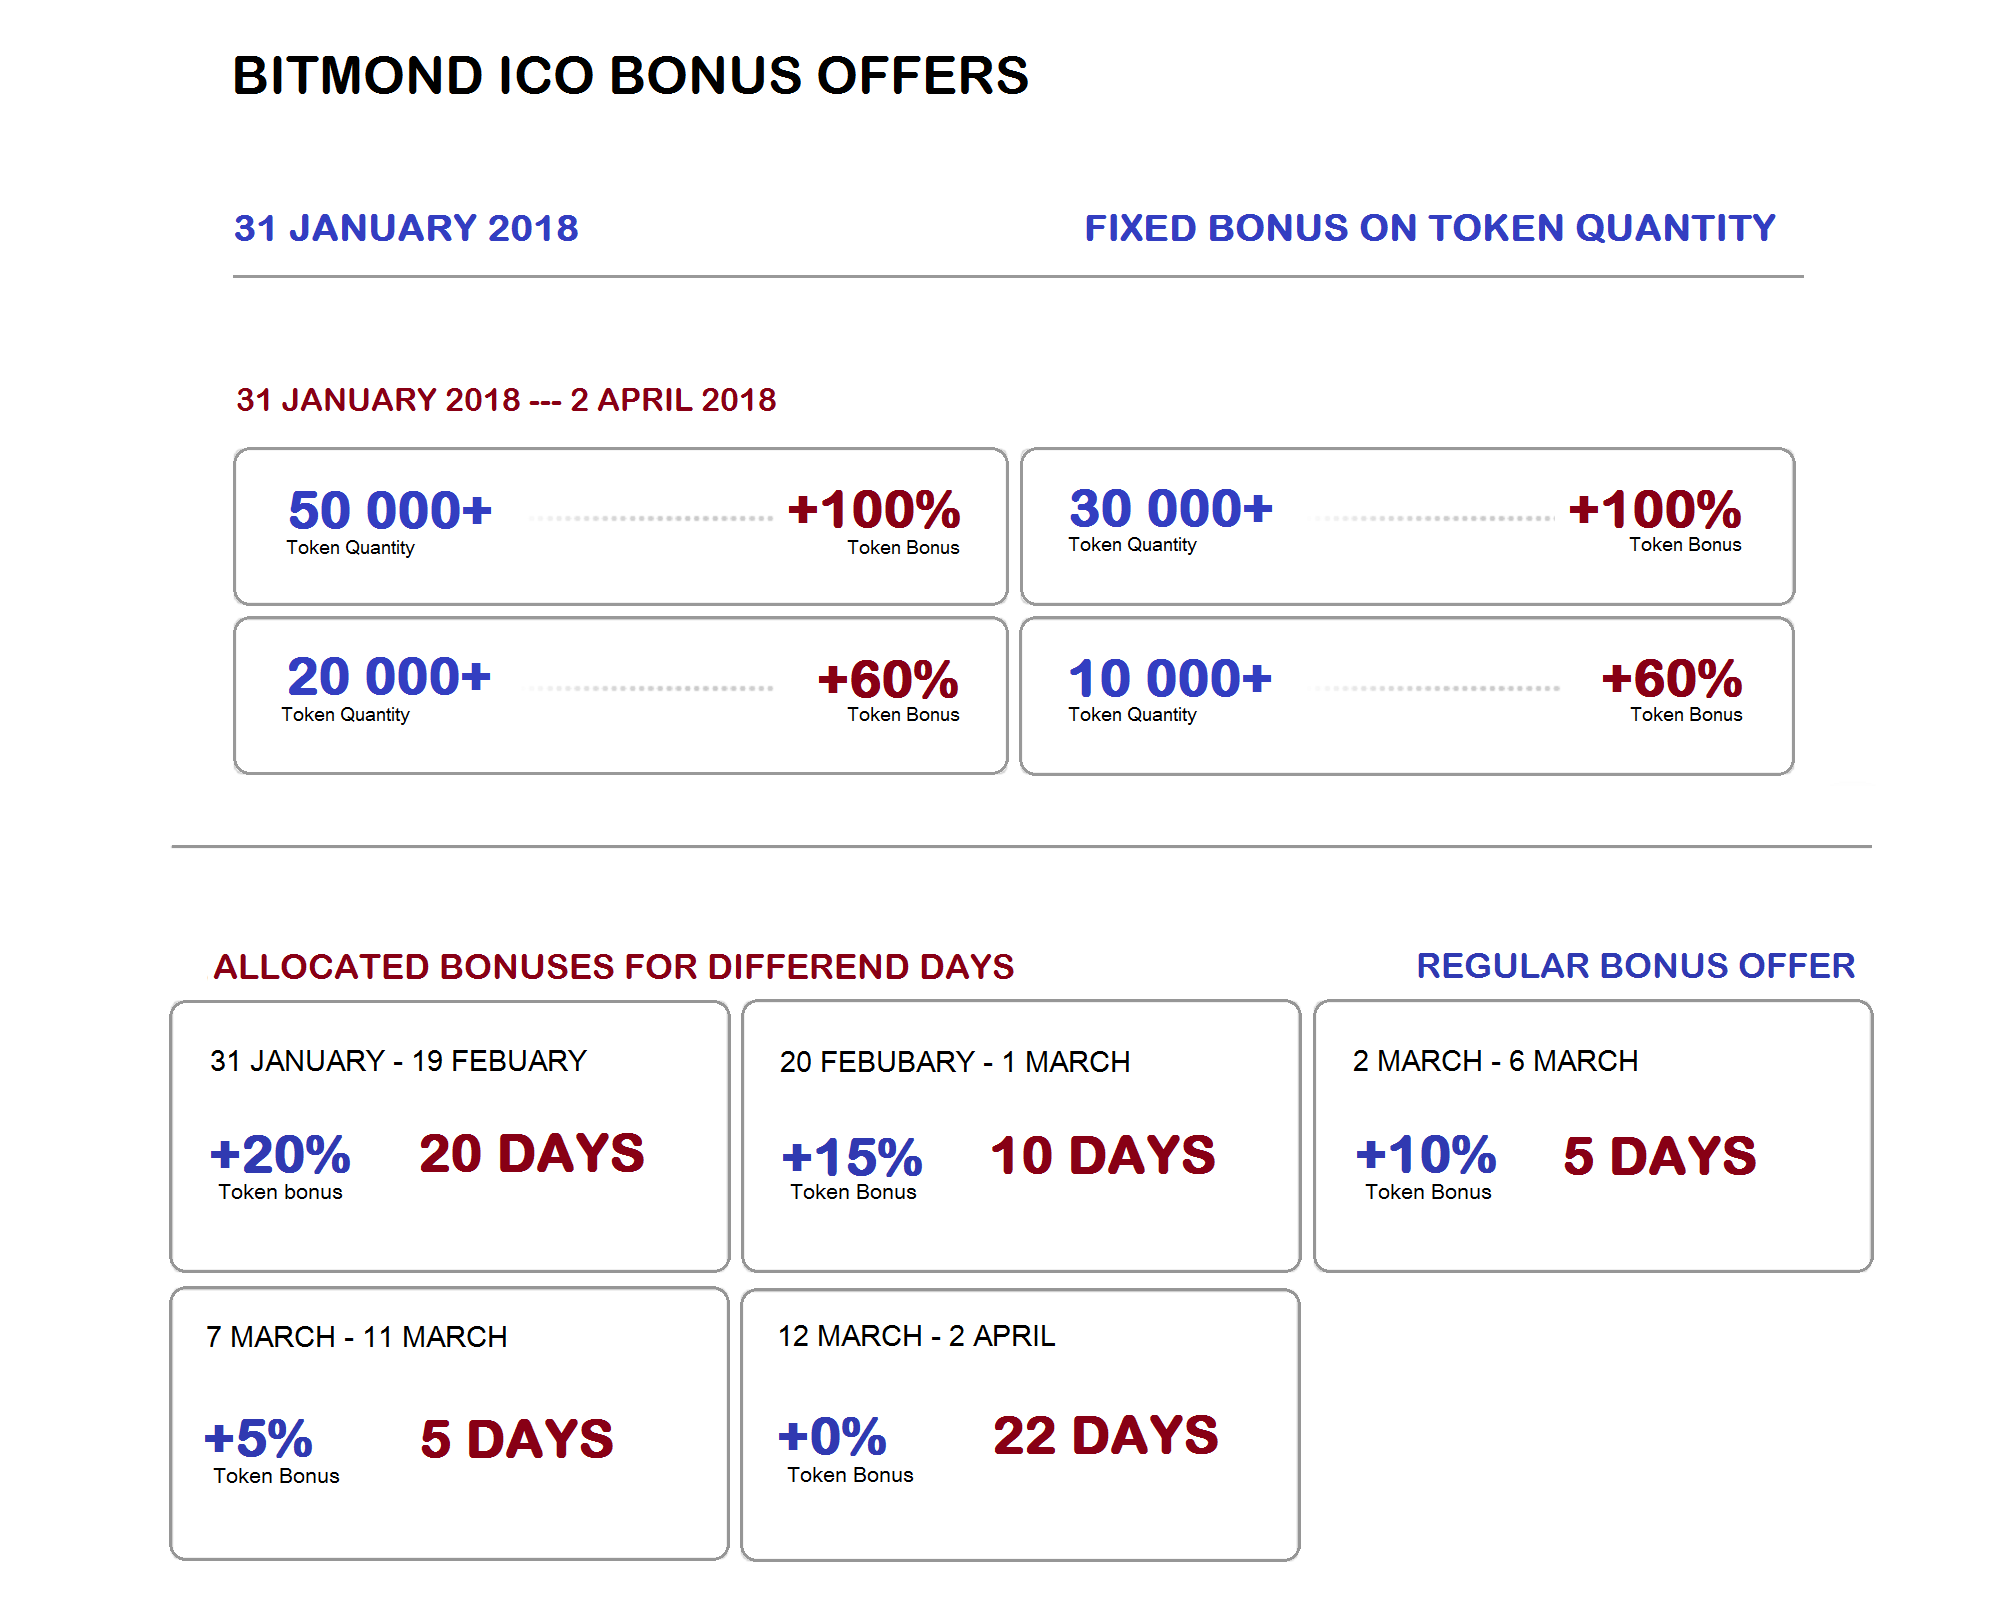 BITMOND ICO BONUS OFFERS
31 JANUARY 2018
FIXED BONUS ON TOKEN QUANTITY
31 JANUARY 2018 --- 2 APRIL 2018
50 000+
+100%
Token Quantity
Token Bonus
30 000+
+100%
Token Quantity
Token Bonus
20 000+
+60%
Token Quantity
Token Bonus
10 000+
+60%
Token Quantity
Token Bonus
ALLOCATED BONUSES FOR DIFFEREND DAYS
REGULAR BONUS OFFER
31 JANUARY - 19 FEBUARY
+20%
20 DAYS
Token bonus
20 FEBUBARY - 1 MARCH
+15%
10 DAYS
Token Bonus
2 MARCH - 6 MARCH
+10%
5 DAYS
Token Bonus
7 MARCH - 11 MARCH
+5%
5 DAYS
Token Bonus
12 MARCH - 2 APRIL
+0%
22 DAYS
Token Bonus